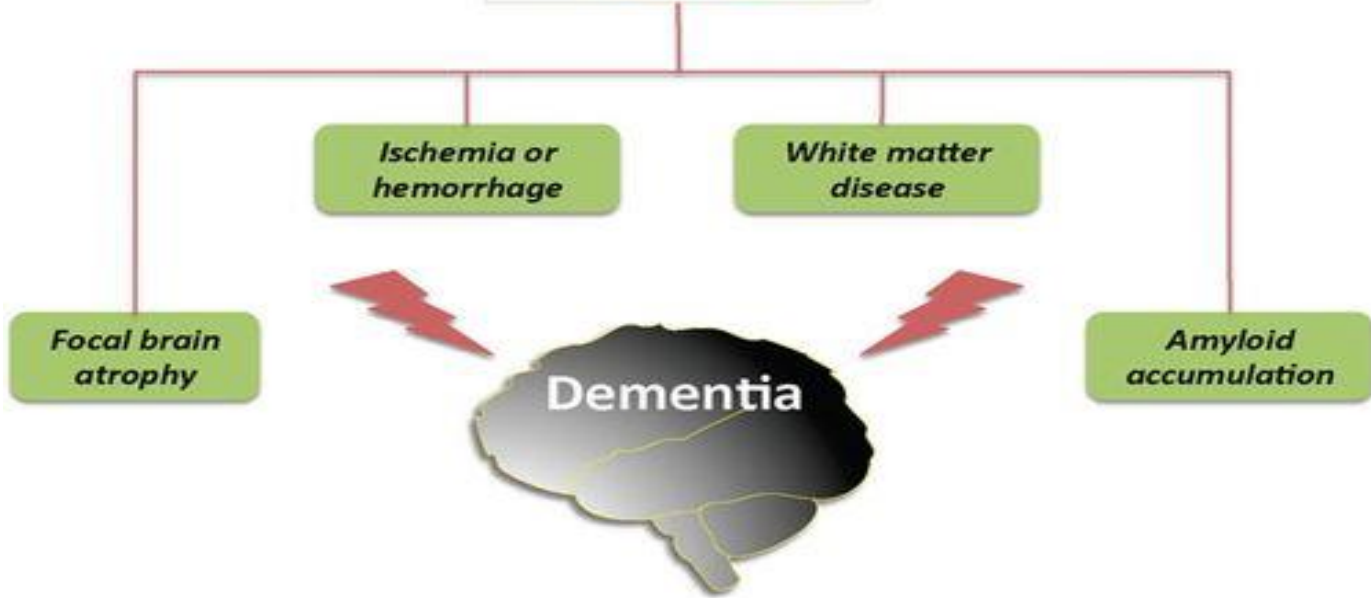 Ischemia or
hemorrhage
White matter
disease
Focal brain
atrophy
Dementia
Amyloid
accumulation